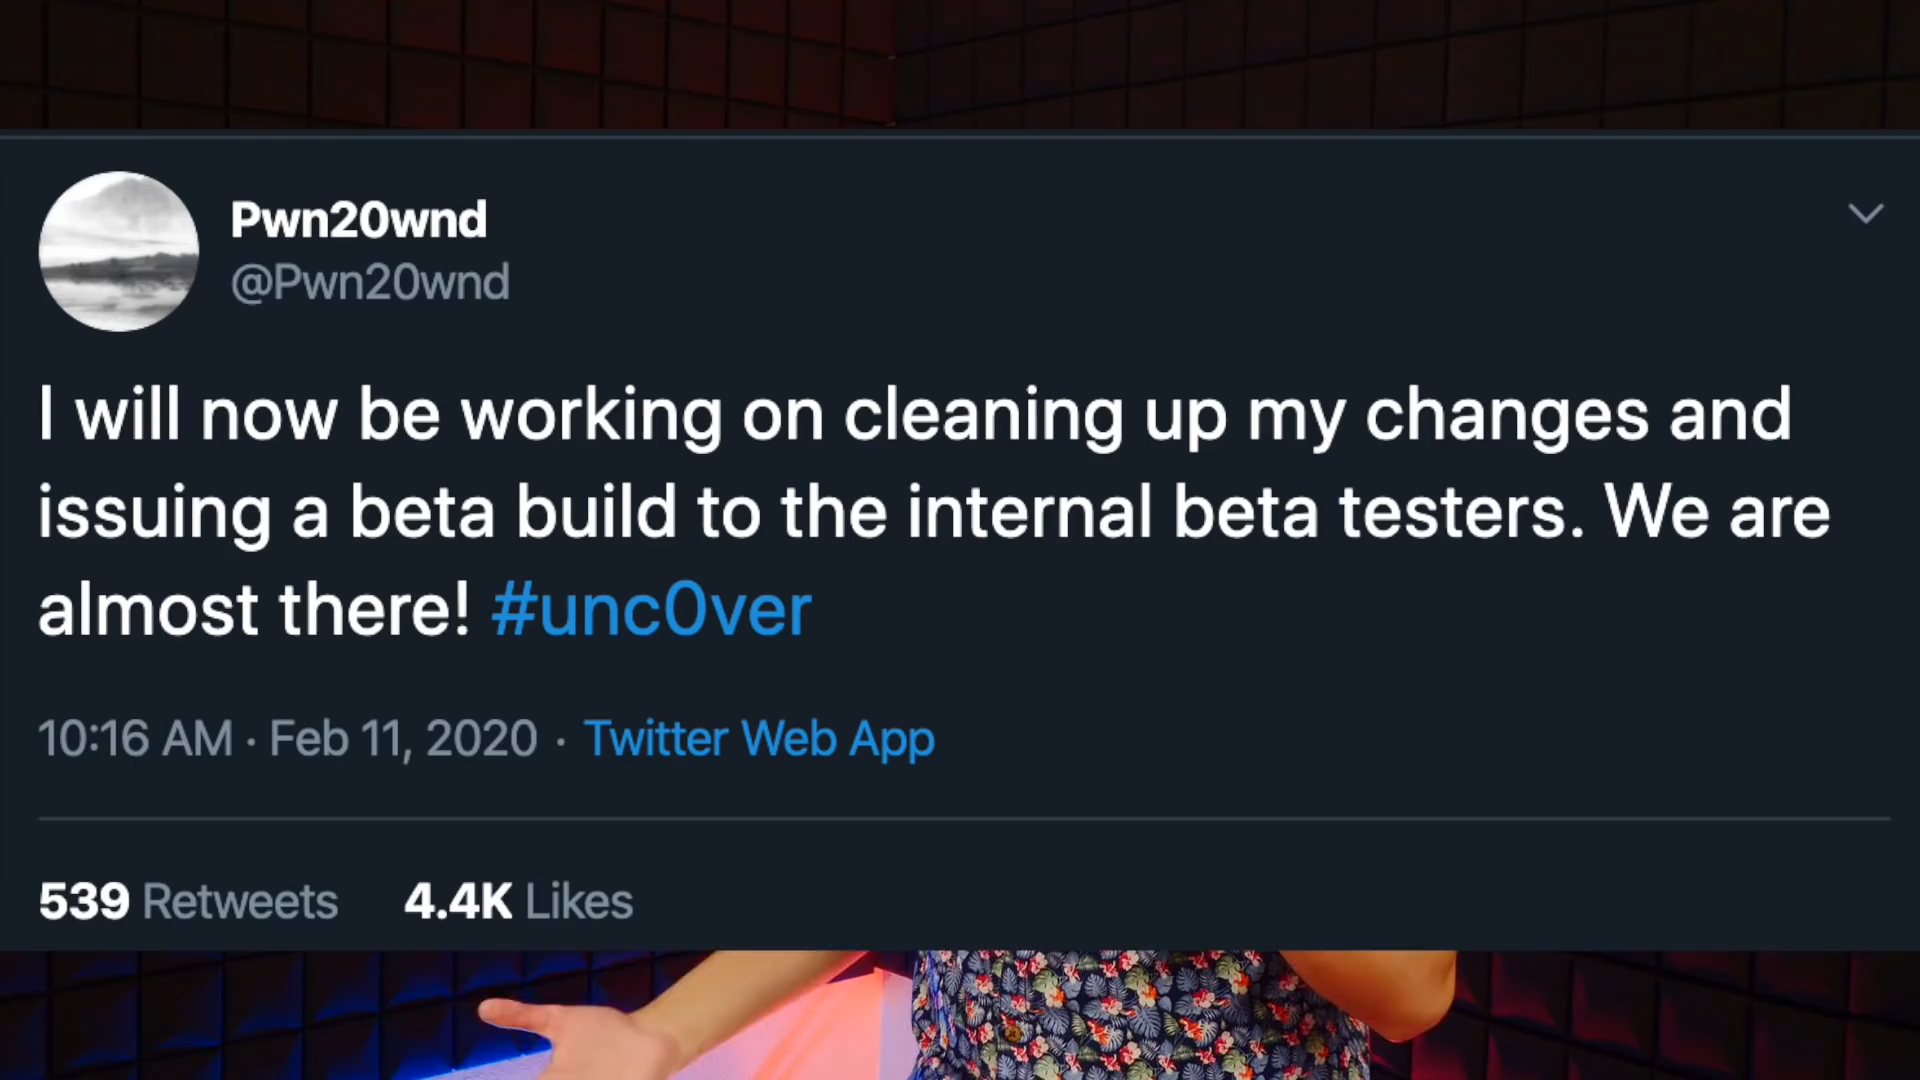 Pwn20wnd
@Pwn20wnd
I will now be working on cleaning up my changes and
issuing a beta build to the internal beta testers. We are
almost there! #unc0ver
10:16 AM · Feb 11, 2020 · Twitter Web App
539 Retweets 4.4K Likes